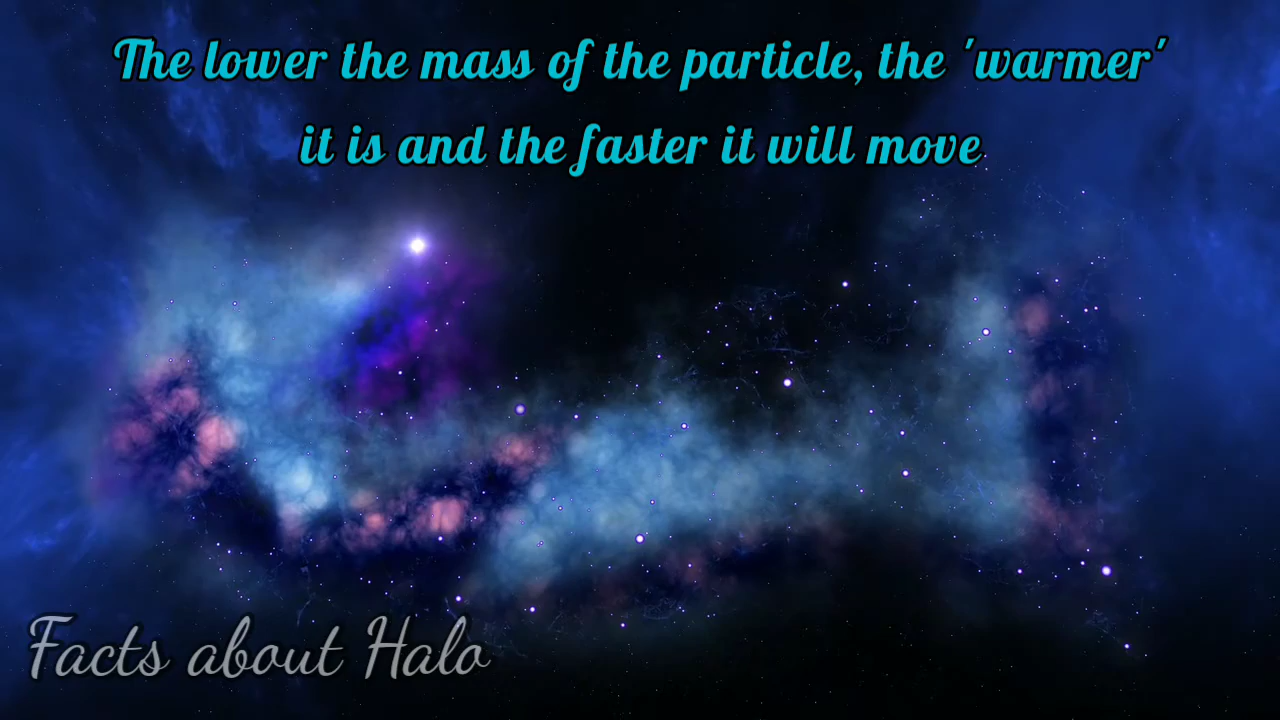 The lower the mass of the particle, the 'warmer'
it is and the faster it will move
Facts about Halo